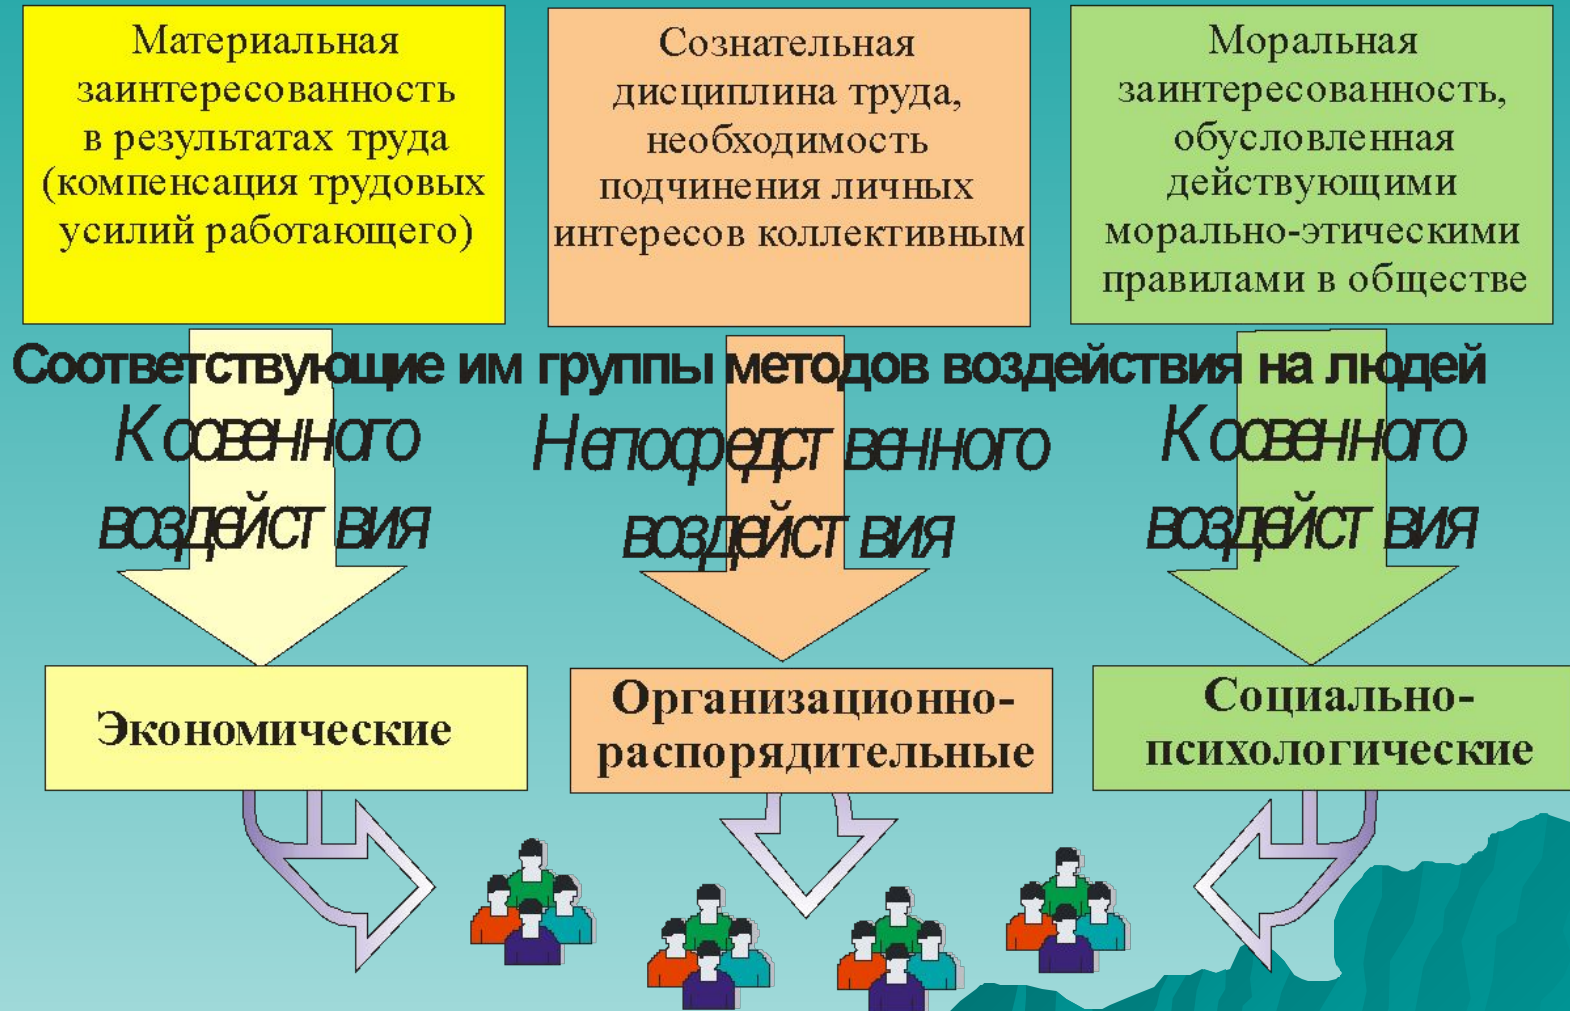 Материальная
заинтересованность
в результатах труда
(компенсация трудовых
усилий работающего)
Сознательная
дисциплина труда,
необходимость
подчинения личных
интересов коллективным
Моральная
заинтересованность,
обусловленная
действующими
морально-этическими
правилами в обществе
Соответствующие им группы методов воздействия на людей
Косвенного
воздействия
Непосредственного
воздействия
Косвенного
воздействия
Экономические
Организационно-
распорядительные
Социально-
психологические